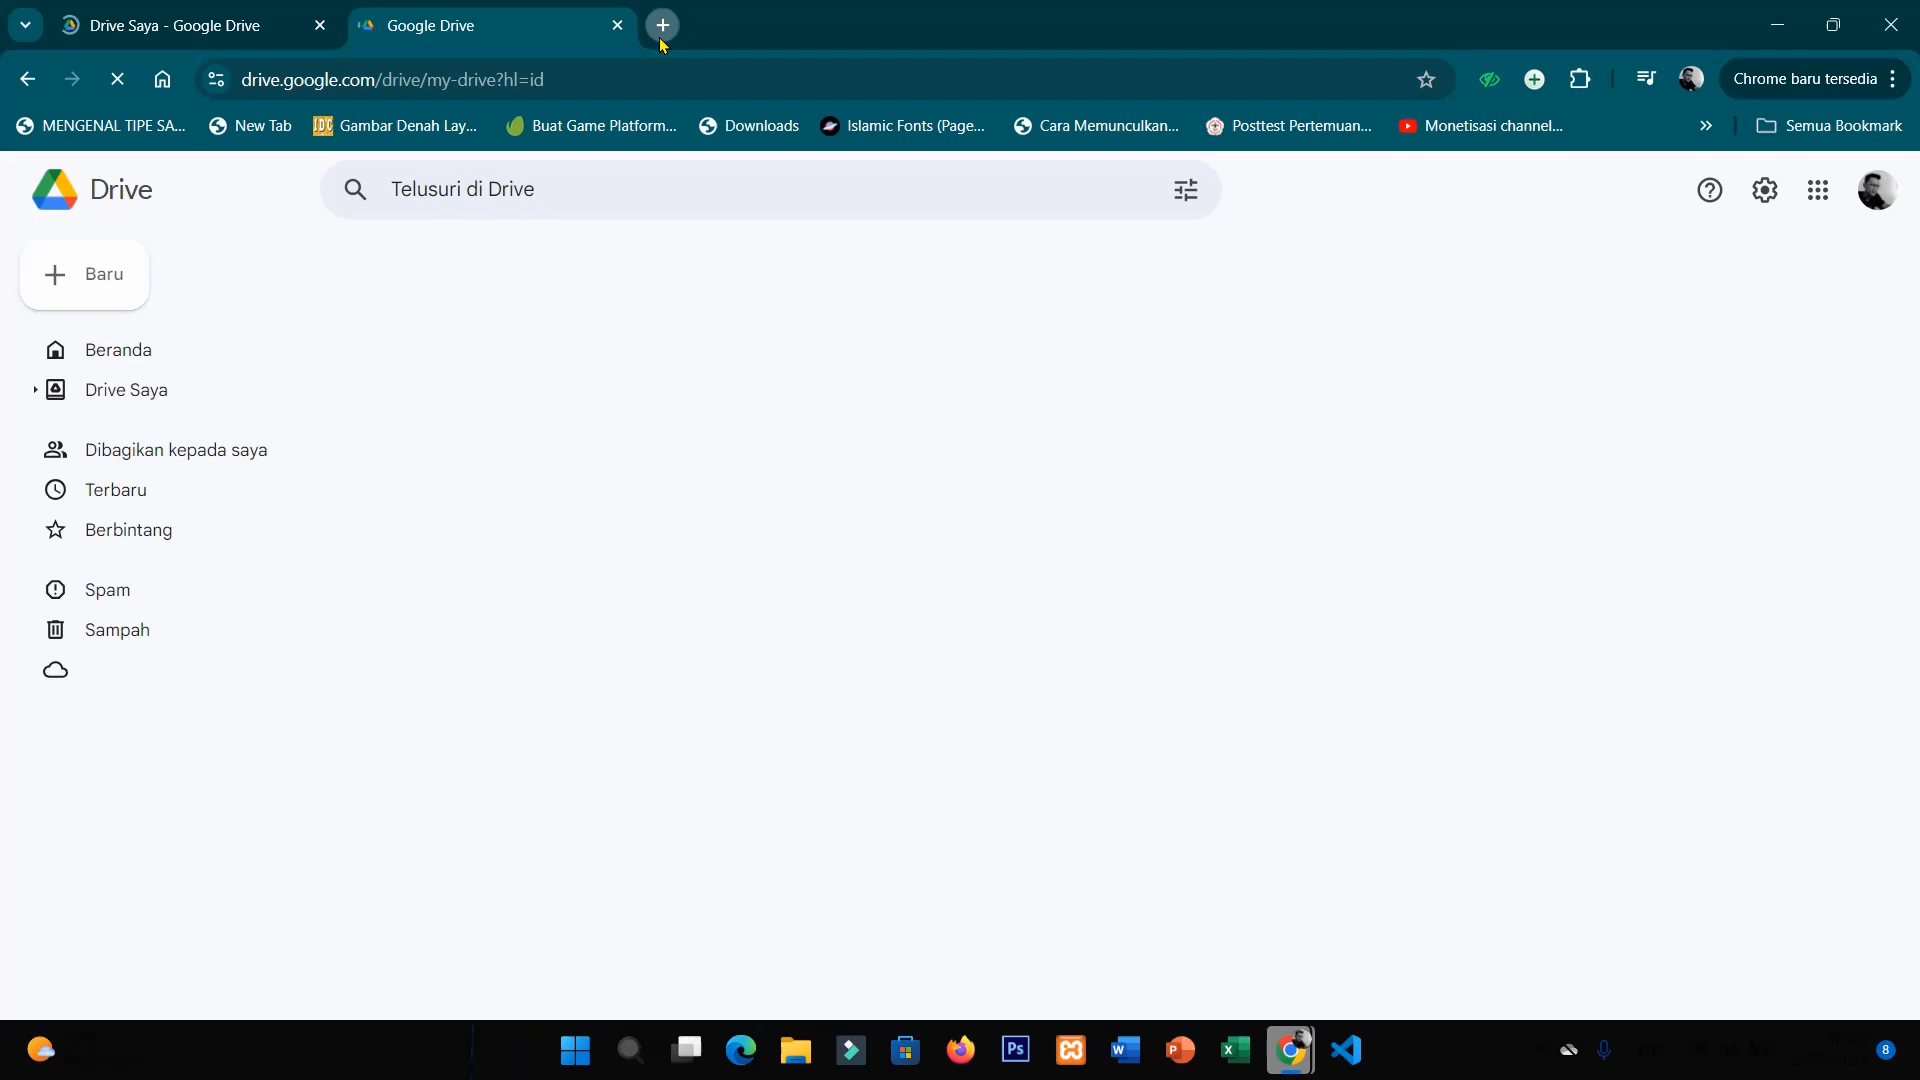 Drive Saya - Google Drive
Google Drive
drive.google.com/drive/my-drive?hl=id
Chrome baru tersedia
MENGENAL TIPE SA...
New Tab
Gambar Denah Lay...
Buat Game Platform...
Downloads
Islamic Fonts (Page...
Cara Memunculkan...
Posttest Pertemuan...
Monetisasi channel...
Semua Bookmark
Drive
Telusuri di Drive
Baru
Beranda
Drive Saya
Dibagikan kepada saya
Terbaru
Berbintang
Spam
Sampah
Ps
8